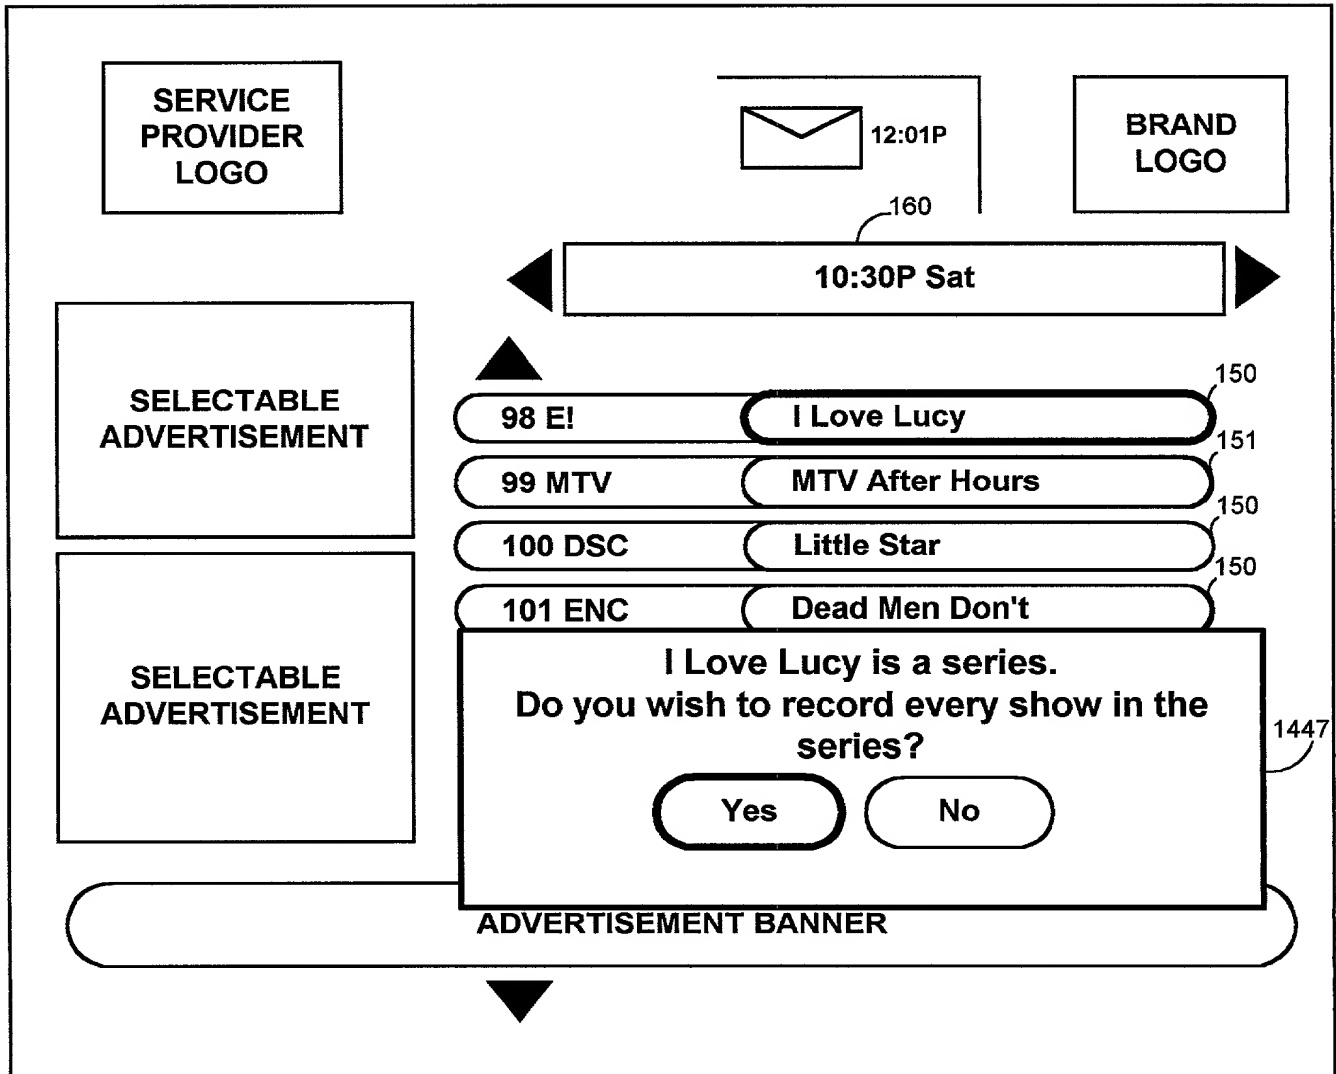 SERVICE
PROVIDER
LOGO
12:01P
BRAND
LOGO
160
10:30P Sat
SELECTABLE
ADVERTISEMENT
150
98 E! I Love Lucy
151
99 MTV MTV After Hours
150
100 DSC Little Star
150
101 ENC Dead Men Don't
SELECTABLE
ADVERTISEMENT
I Love Lucy is a series.
Do you wish to record every show in the
series?
1447
Yes No
ADVERTISEMENT BANNER